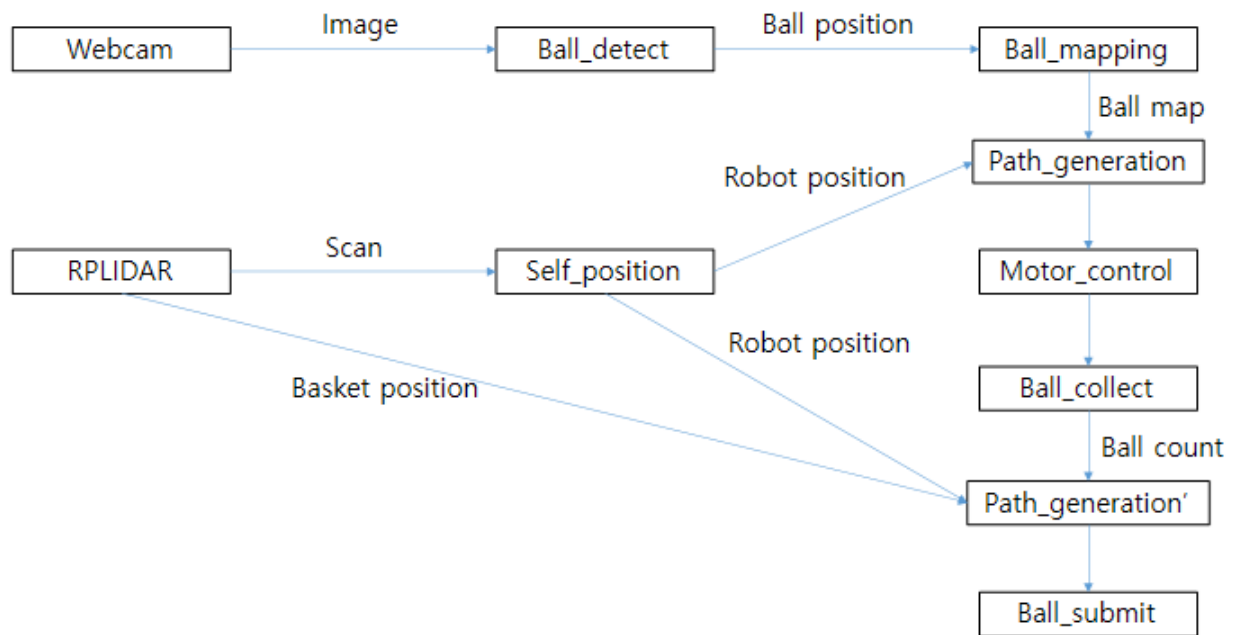 Image
Ball position
Webcam
Ball_detect
Ball_mapping
Ball map
Path_generation
Robot position
Scan
RPLIDAR
Self_position
Motor_control
Robot position
Basket position
Ball_collect
Ball count
Path_generation’
Ball_submit